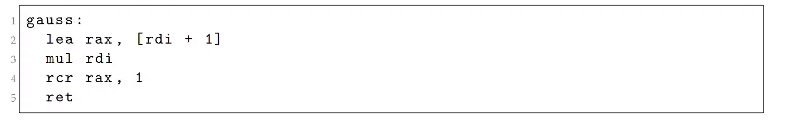 1 gauss:
2 lea rax, [rdi + 1]
3 mul rdi
4 rcr rax, 1
5 ret